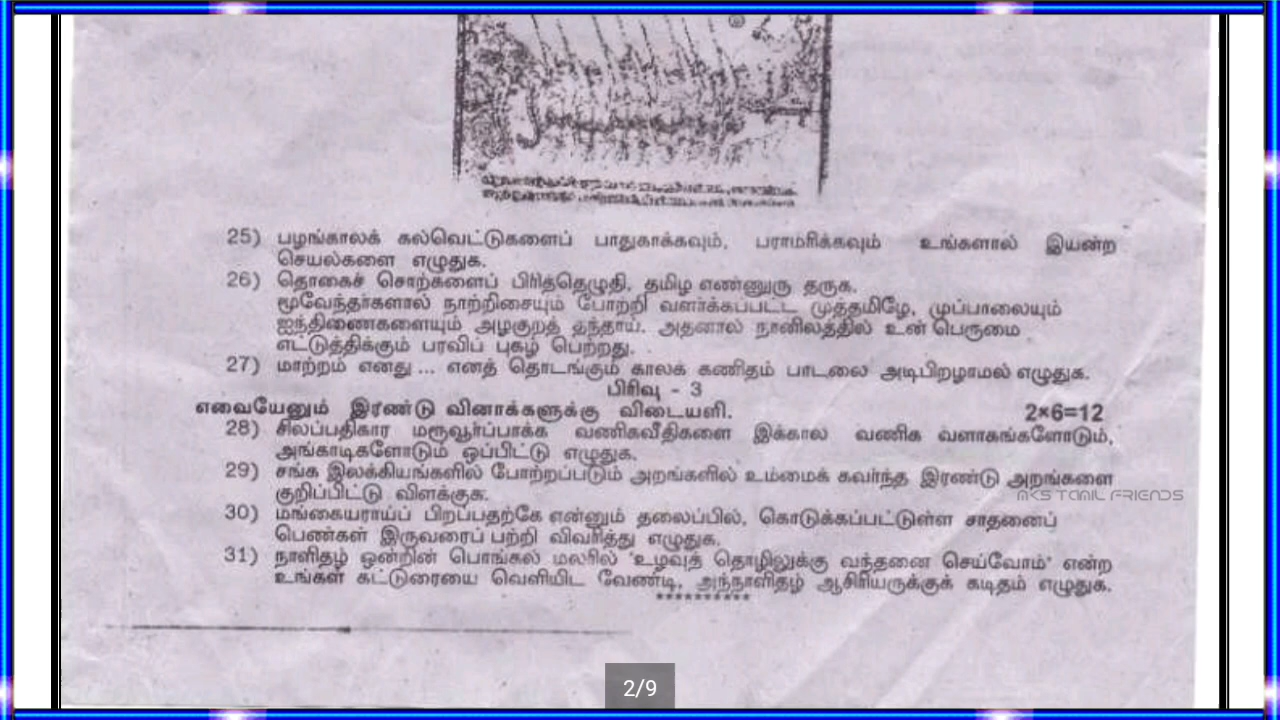 25) பழங்காலக் கல்வெட்டுகளைப் பாதுகாக்கவும், பராமரிக்கவும் உங்களால் இயன்ற
செயல்களை எழுதுக.
26) தொகைச் சொற்களைப் பிரித்தெழுதி, தமிழ எண்ணுரு தருக.
மூவேந்தர்களால் நாற்றிசையும் போற்றி வளர்க்கப்பட்ட முத்தமிழே, முப்பாலையும்
ஐந்திணைகளையும் அழகுறத் தந்தாய். அதனால் நானிலத்தில் உன் பெருமை
எட்டுத்திக்கும் பரவிப் புகழ் பெற்றது.
27) மாற்றம் எனது ... எனத் தொடங்கும் காலக் கணிதம் பாடலை அடிபிறழாமல் எழுதுக.
பிரிவு - 3
எவையேனும் இரண்டு வினாக்களுக்கு விடையளி. 2×6=12
28) சிலப்பதிகார மருவூர்ப்பாக்க வணிகவீதிகளை இக்கால வணிக வளாகங்களோடும்,
அங்காடிகளோடும் ஒப்பிட்டு எழுதுக.
29) சங்க இலக்கியங்களில் போற்றப்படும் அறங்களில் உம்மைக் கவர்ந்த இரண்டு அறங்களை
குறிப்பிட்டு விளக்குக.
MKS TAMIL FRIENDS
30) மங்கையராய்ப் பிறப்பதற்கே என்னும் தலைப்பில், கொடுக்கப்பட்டுள்ள சாதனைப்
பெண்கள் இருவரைப் பற்றி விவரித்து எழுதுக.
31) நாளிதழ் ஒன்றின் பொங்கல் மலரில் "உழவுத் தொழிலுக்கு வந்தனை செய்வோம்" என்ற
உங்கள் கட்டுரையை வெளியிட வேண்டி, அந்நாளிதழ் ஆசிரியருக்குக் கடிதம் எழுதுக.
**********
2/9